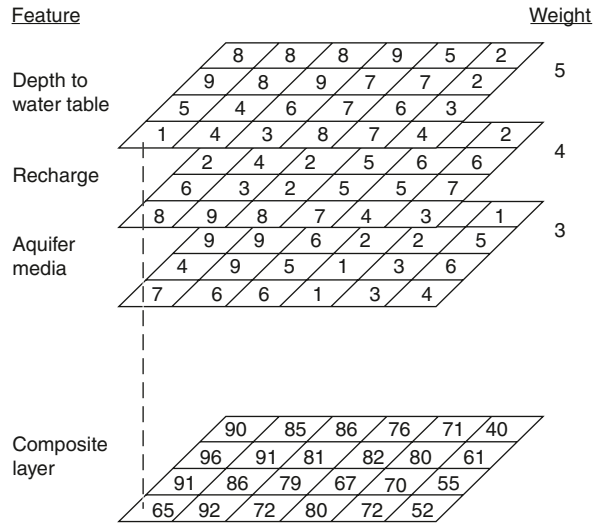 Feature Weight
8 8 8 9 5 2
Depth to
water table
5
9 8 9 7 7 2
5 4 6 7 6 3
1 4 3 8 7 4 2
Recharge
4
2 4 2 5 6 6
6 3 2 5 5 7
8 9 8 7 4 3 1
Aquifer
media
3
9 9 6 2 2 5
4 9 5 1 3 6
7 6 6 1 3 4
Composite
layer
90 85 86 76 71 40
96 91 81 82 80 61
91 86 79 67 70 55
65 92 72 80 72 52